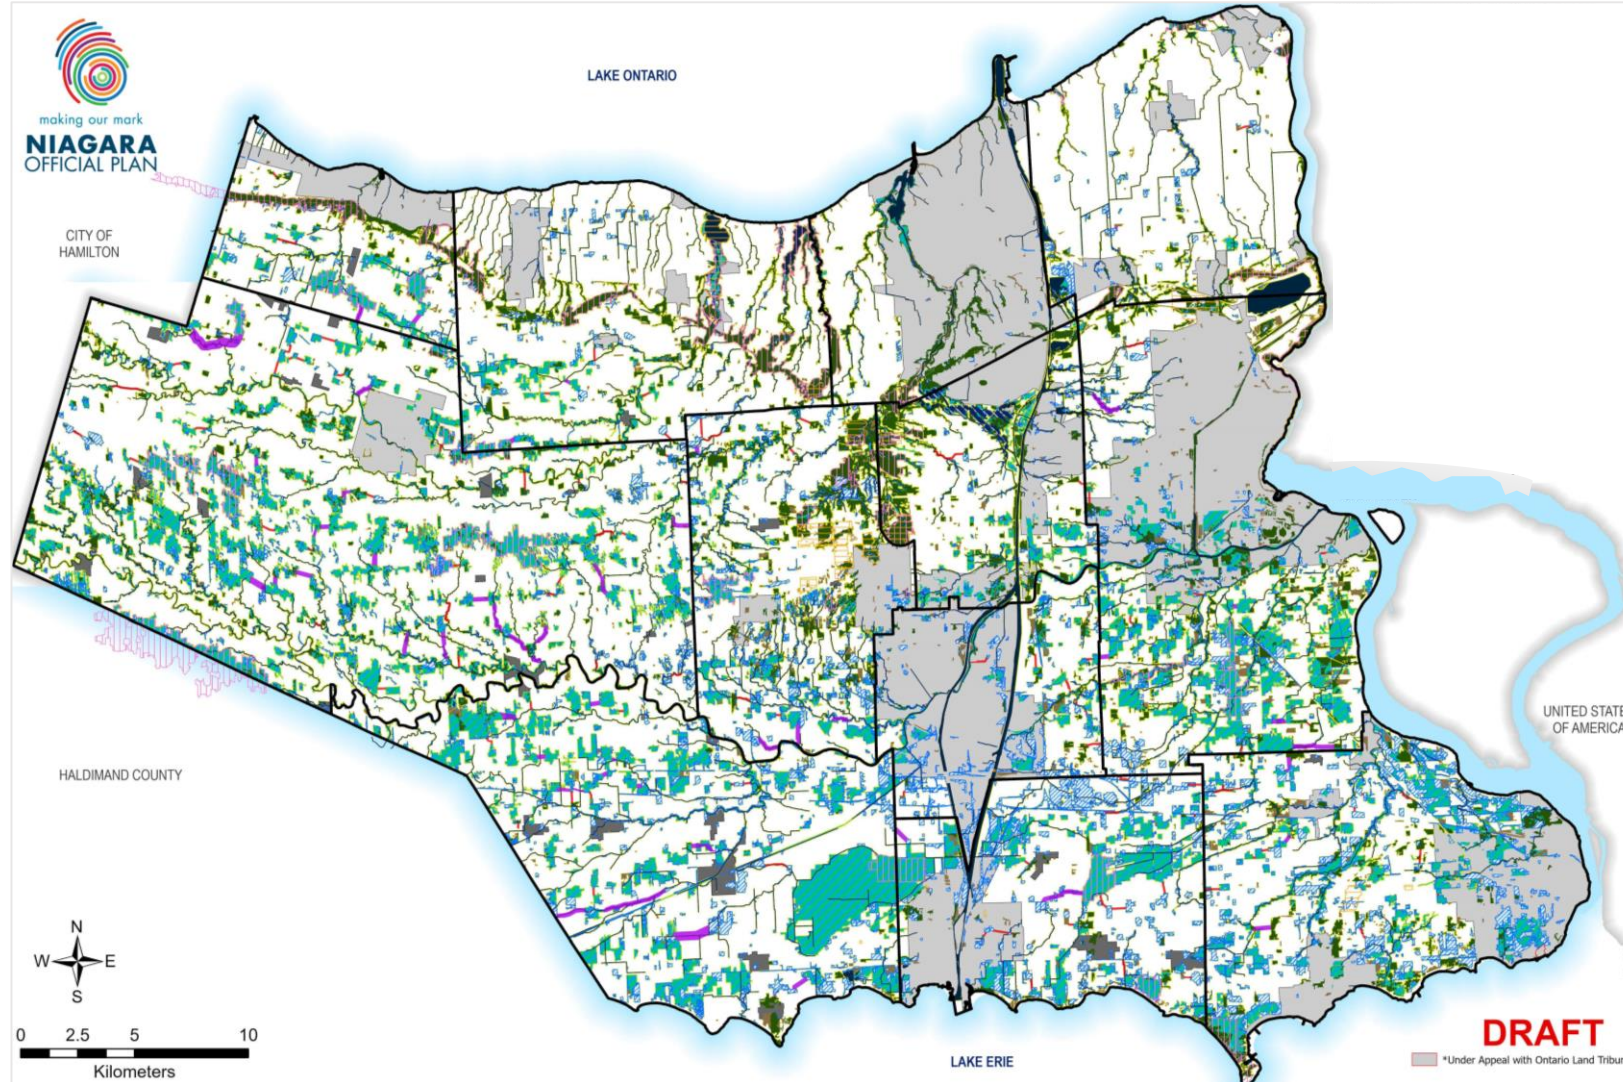 making our mark
NIAGARA
OFFICIAL PLAN
LAKE ONTARIO
CITY OF
HAMILTON
UNITED STATE
OF AMERICA
HALDIMAND COUNTY
N
W E
S
0 2.5 5 10
Kilometers
LAKE ERIE
DRAFT
*Under Appeal with Ontario Land Tribun